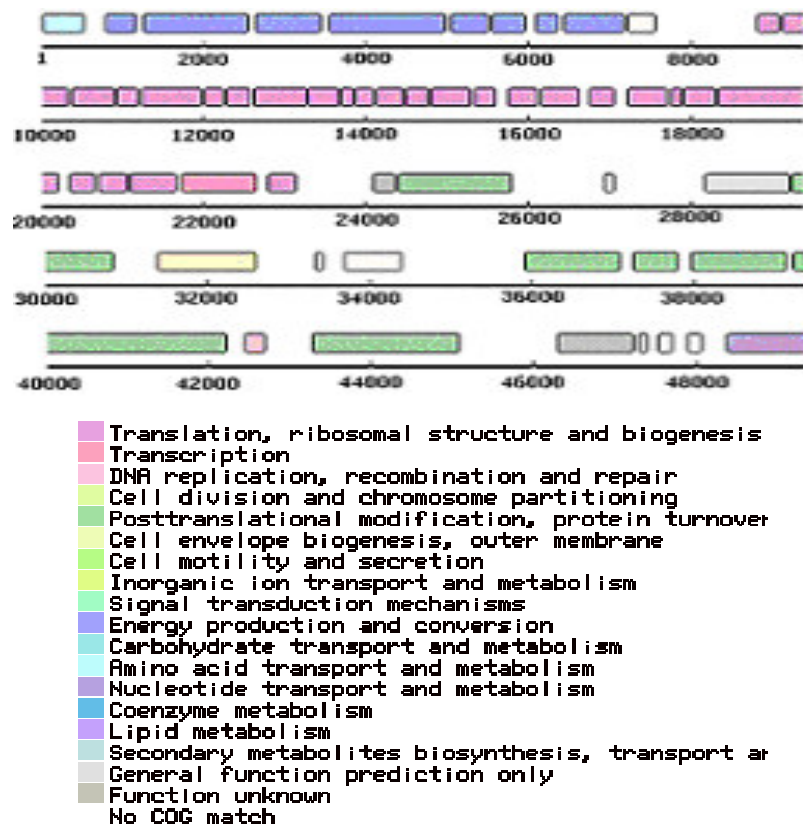 1 2000 4000 6000 8000
10000 12000 14000 16000 18000
20000 22000 24000 26000 28000
30000 32000 34000 36000 38000
40000 42000 44000 46000 48000
Translation, ribosomal structure and biogenesis
Transcription
DNA replication, recombination and repair
Cell division and chromosome partitioning
Posttranslational modification, protein turnover
Cell envelope biogenesis, outer membrane
Cell motility and secretion
Inorganic ion transport and metabolism
Signal transduction mechanisms
Energy production and conversion
Carbohydrate transport and metabolism
Amino acid transport and metabolism
Nucleotide transport and metabolism
Coenzyme metabolism
Lipid metabolism
Secondary metabolites biosynthesis, transport an
General function prediction only
Function unknown
No COG match